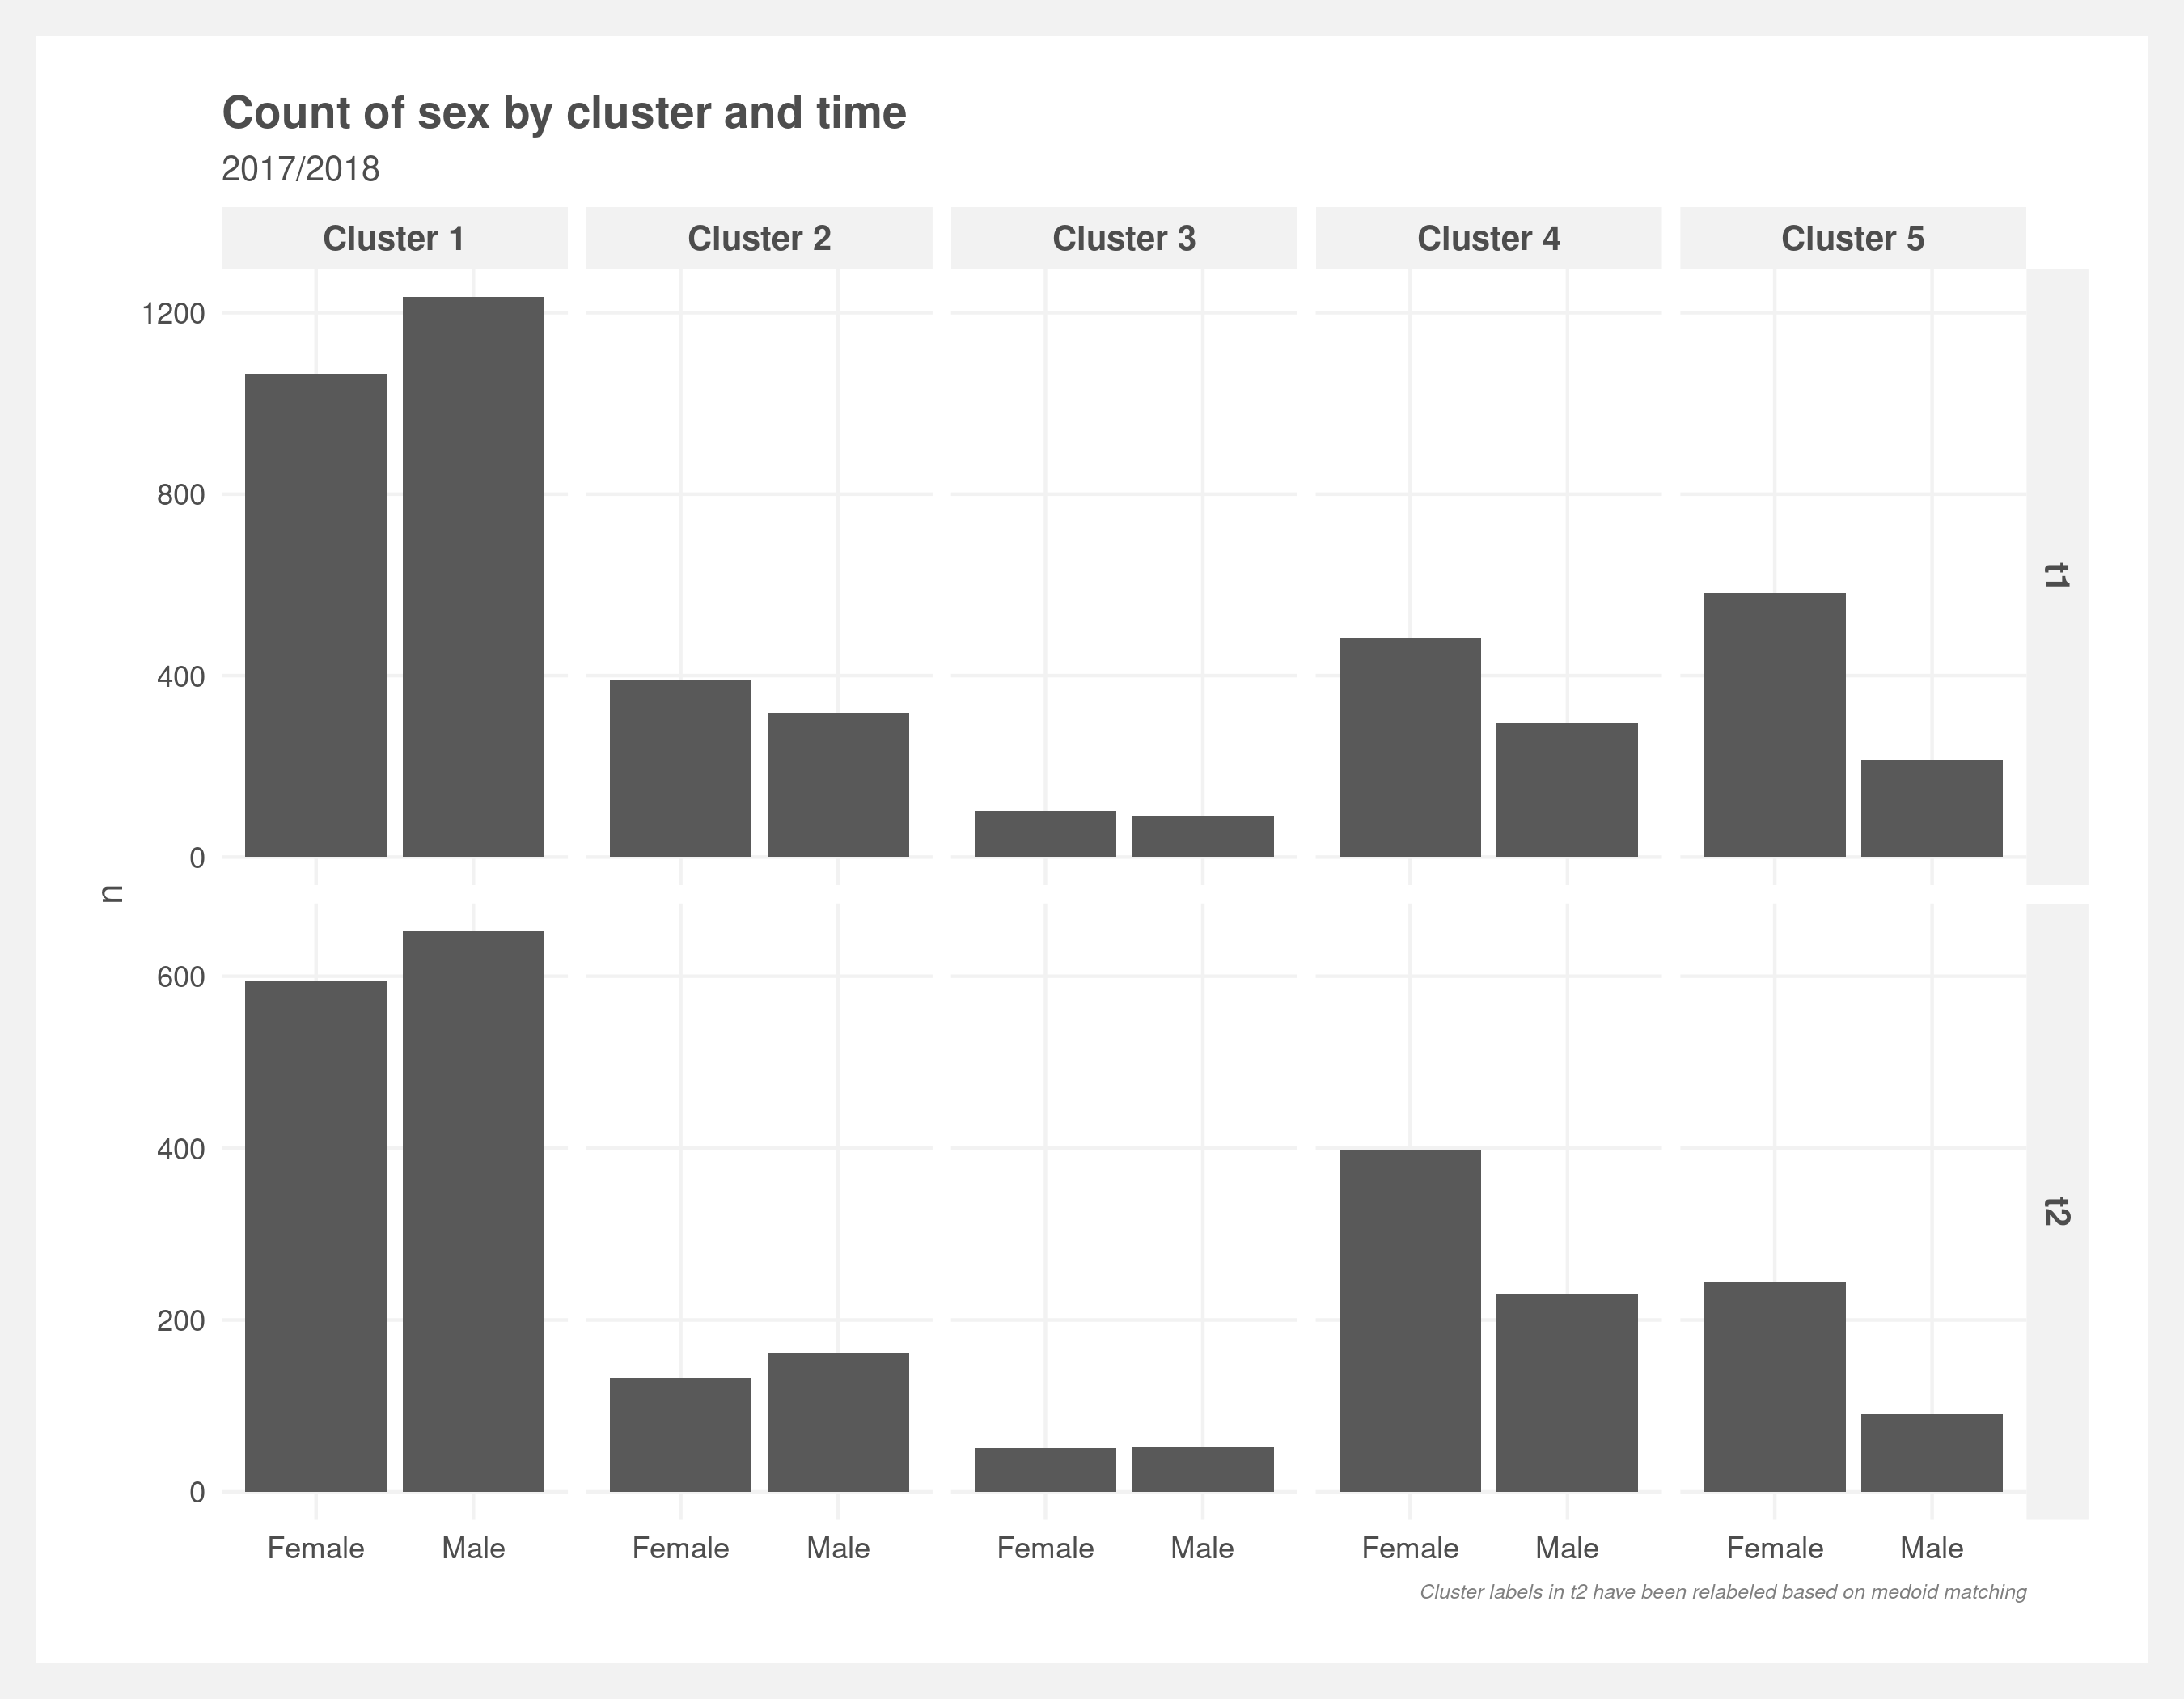 Count of sex by cluster and time
2017/2018
Cluster 1 Cluster 2 Cluster 3 Cluster 4 Cluster 5
1200
800
400
0
t1
n
600
400
200
0
t2
Female Male Female Male Female Male Female Male Female Male
Cluster labels in t2 have been relabeled based on medoid matching